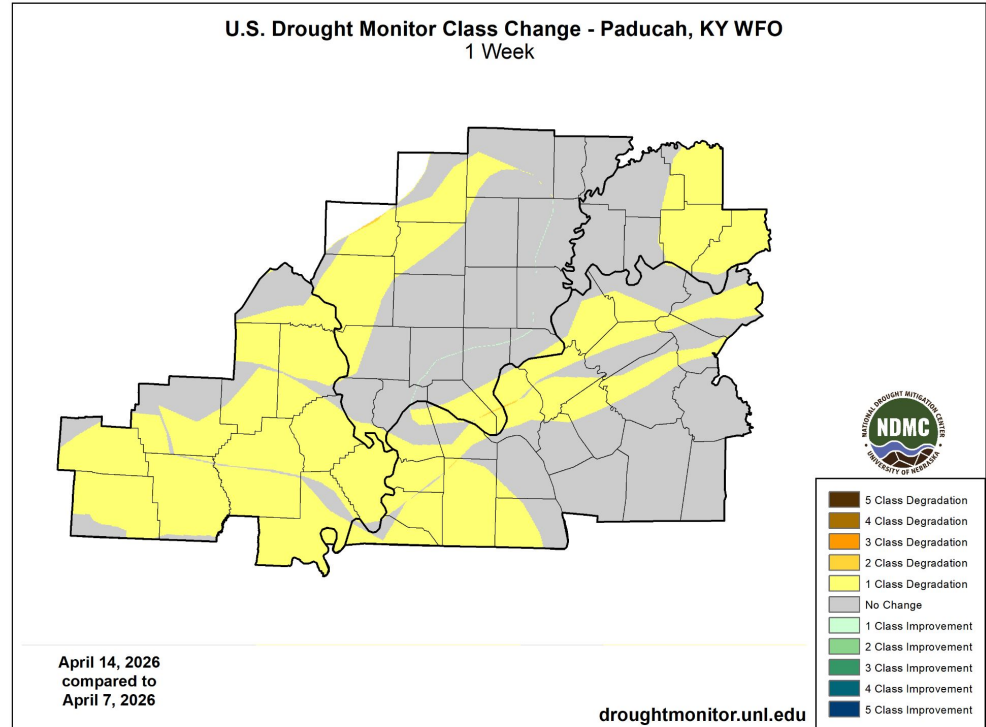 U.S. Drought Monitor Class Change - Paducah, KY WFO
1 Week
NATIONAL DROUGHT MITIGATION CENTER
NDMC
UNIVERSITY OF NEBRASKA
5 Class Degradation
4 Class Degradation
3 Class Degradation
2 Class Degradation
1 Class Degradation
No Change
1 Class Improvement
2 Class Improvement
3 Class Improvement
4 Class Improvement
5 Class Improvement
April 14, 2026
compared to
April 7, 2026
droughtmonitor.unl.edu